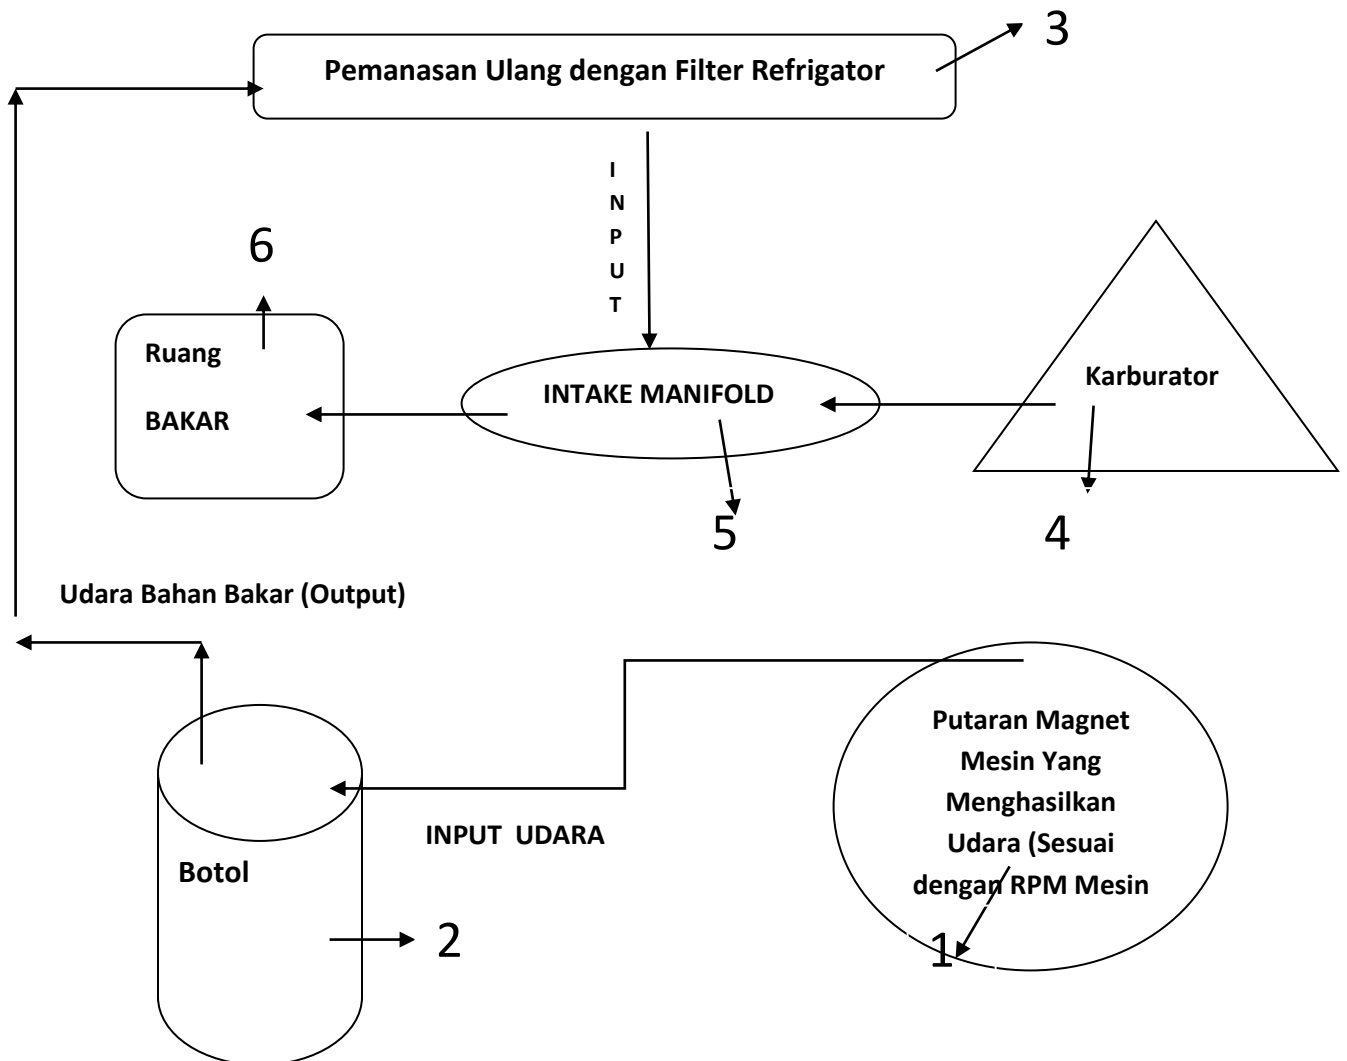 3
Pemanasan Ulang dengan Filter Refrigator
I
N
P
U
T
6
Ruang
BAKAR
INTAKE MANIFOLD
Karburator
5
4
Udara Bahan Bakar (Output)
Putaran Magnet
Mesin Yang
Menghasilkan
Udara (Sesuai
dengan RPM Mesin
INPUT UDARA
Botol
2
1